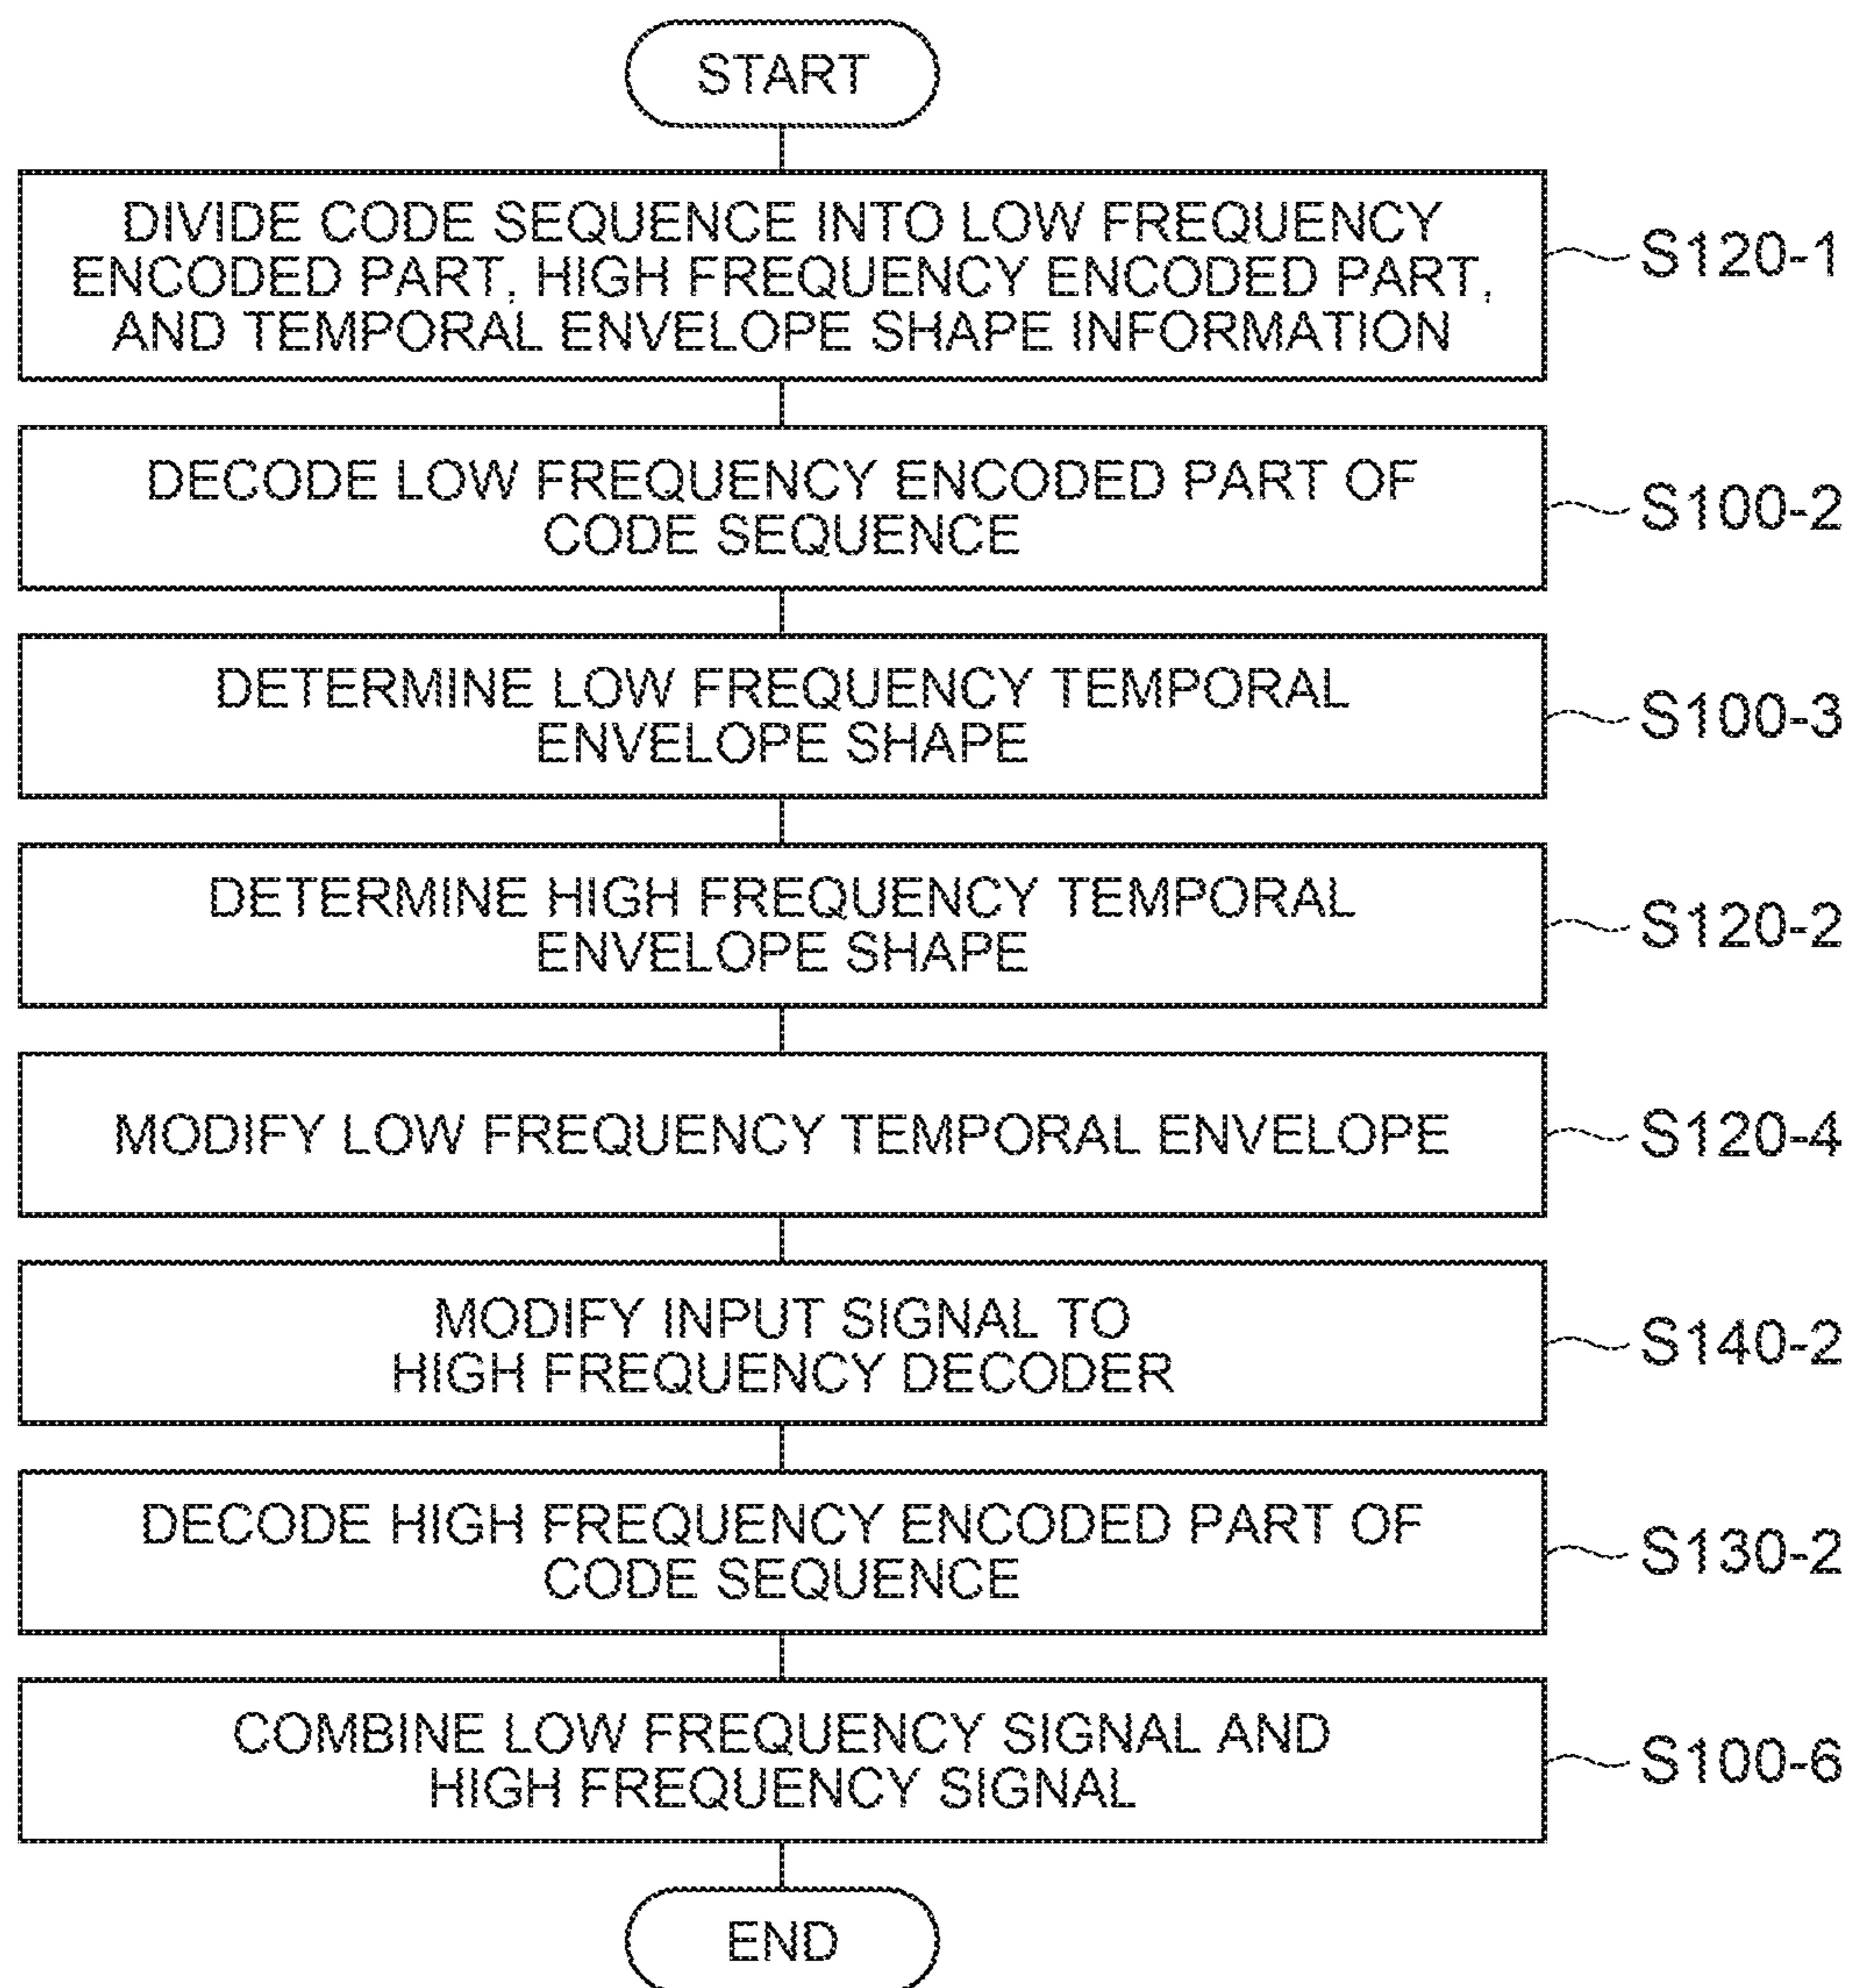 START
DIVIDE CODE SEQUENCE INTO LOW FREQUENCY
ENCODED PART, HIGH FREQUENCY ENCODED PART,
AND TEMPORAL ENVELOPE SHAPE INFORMATION
S120-1
DECODE LOW FREQUENCY ENCODED PART OF
CODE SEQUENCE
S100-2
DETERMINE LOW FREQUENCY TEMPORAL
ENVELOPE SHAPE
S100-3
DETERMINE HIGH FREQUENCY TEMPORAL
ENVELOPE SHAPE
S120-2
MODIFY LOW FREQUENCY TEMPORAL ENVELOPE
S120-4
MODIFY INPUT SIGNAL TO
HIGH FREQUENCY DECODER
S140-2
DECODE HIGH FREQUENCY ENCODED PART OF
CODE SEQUENCE
S130-2
COMBINE LOW FREQUENCY SIGNAL AND
HIGH FREQUENCY SIGNAL
S100-6
END